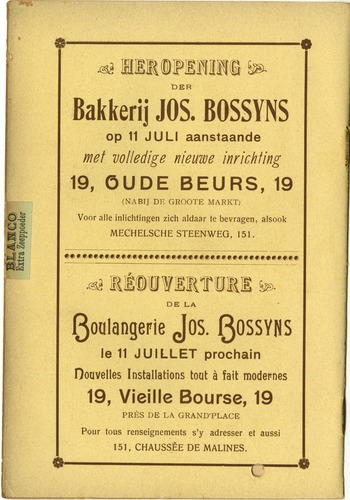 HEROPENING
DER
Bakkerij JOS. BOSSYNS
op 11 JULI aanstaande
met volledige nieuwe inrichting
19, OUDE BEURS, 19
(NABIJ DE GROOTE MARKT)
Voor alle inlichtingen zich aldaar te bevragen, alsook
MECHELSCHE STEENWEG, 151.
BLANCO
Extra Zeeppoeder
RÉOUVERTURE
DE LA
Boulangerie Jos. Bossyns
le 11 JUILLET prochain
Nouvelles Installations tout à fait modernes
19, Vieille Bourse, 19
PRÈS DE LA GRAND'PLACE
Pour tous renseignements s'y adresser et aussi
151, CHAUSSÉE DE MALINES.